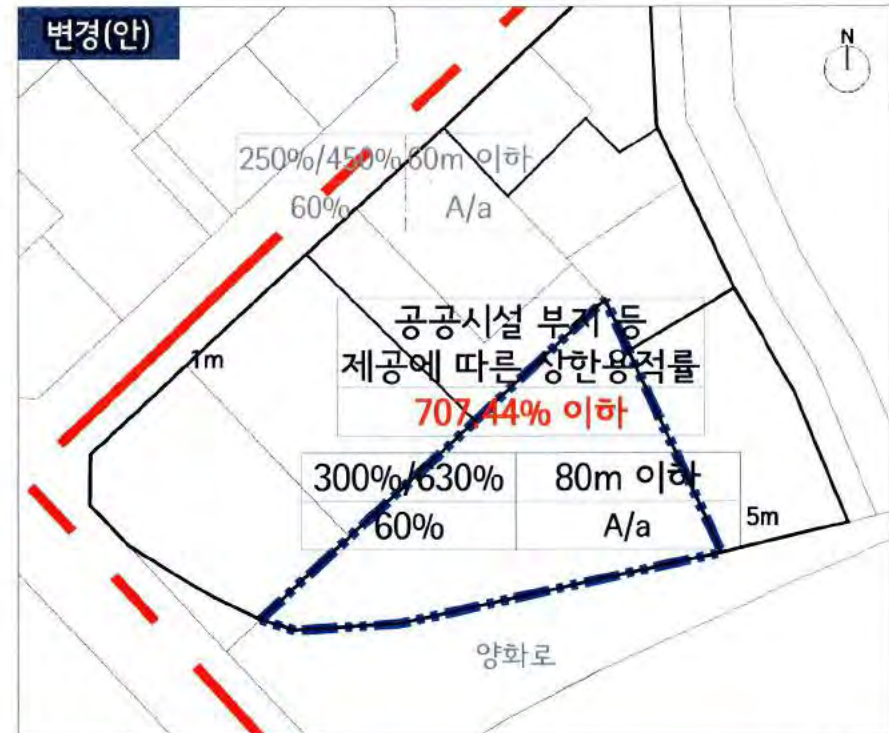 변경(안)
N
250%/450% 60m 이하
60% A/a
1m
공공시설 부지 등
제공에 따른 상한용적률
707.44% 이하
300%/630% 80m 이하
60% A/a
5m
양화로